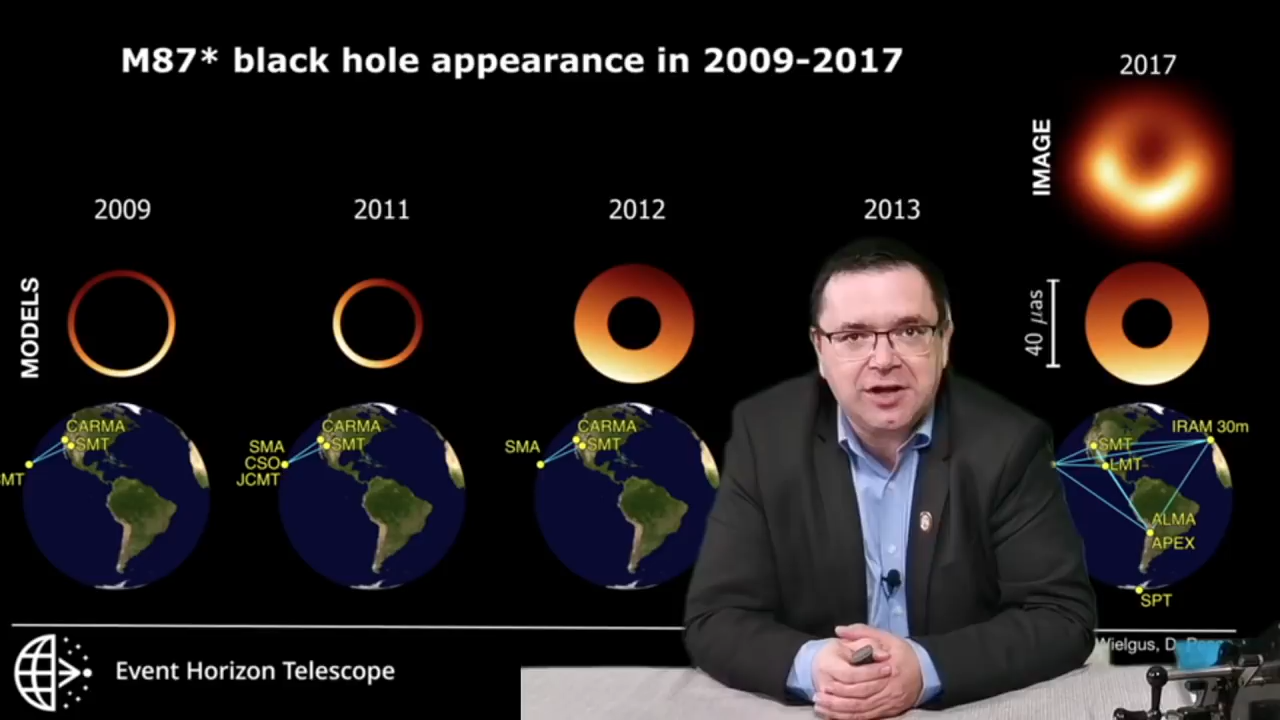 M87* black hole appearance in 2009-2017
2017
IMAGE
2009
2011
2012
2013
MODELS
40 μas
CARMA
SMT
CARMA
SMT
SMA
CSO
JCMT
CARMA
SMT
SMA
IRAM 30m
SMT
LMT
ALMA
APEX
SPT
Wielgus, D.
Event Horizon Telescope